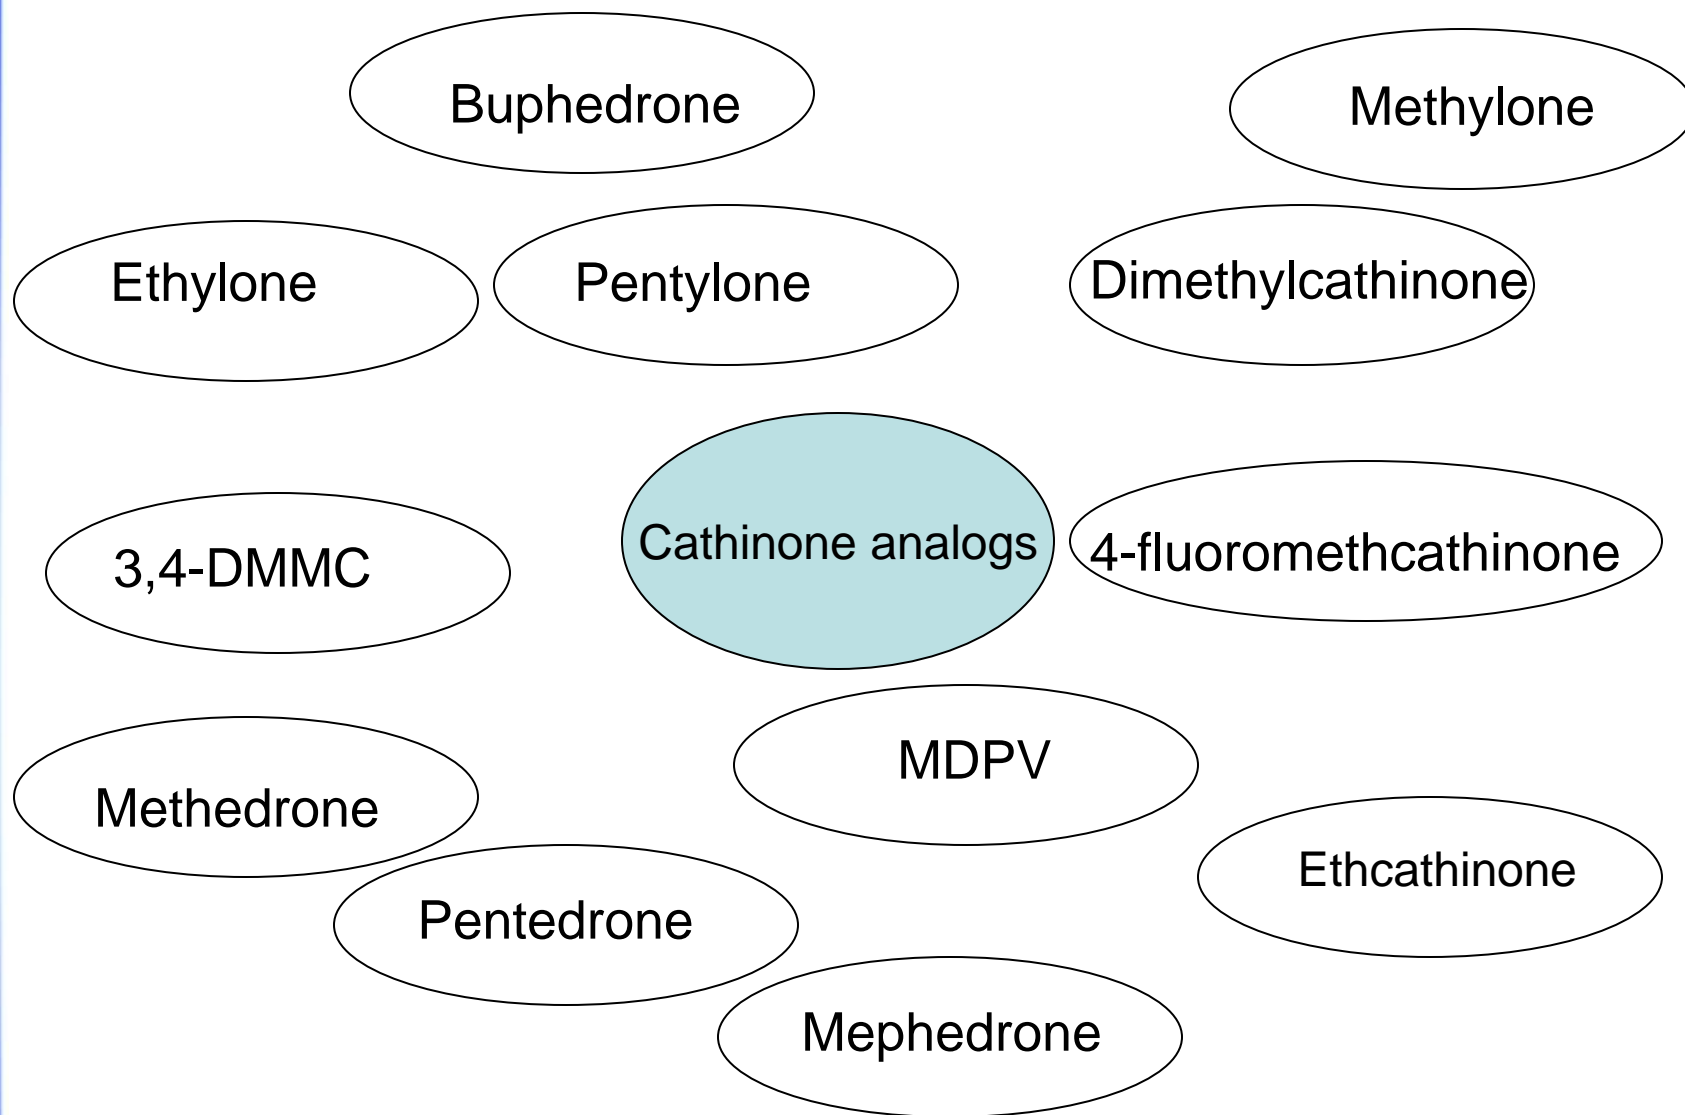 Buphedrone
Methylone
Ethylone
Pentylone
Dimethylcathinone
Cathinone analogs
4-fluoromethcathinone
3,4-DMMC
MDPV
Methedrone
Ethcathinone
Pentedrone
Mephedrone